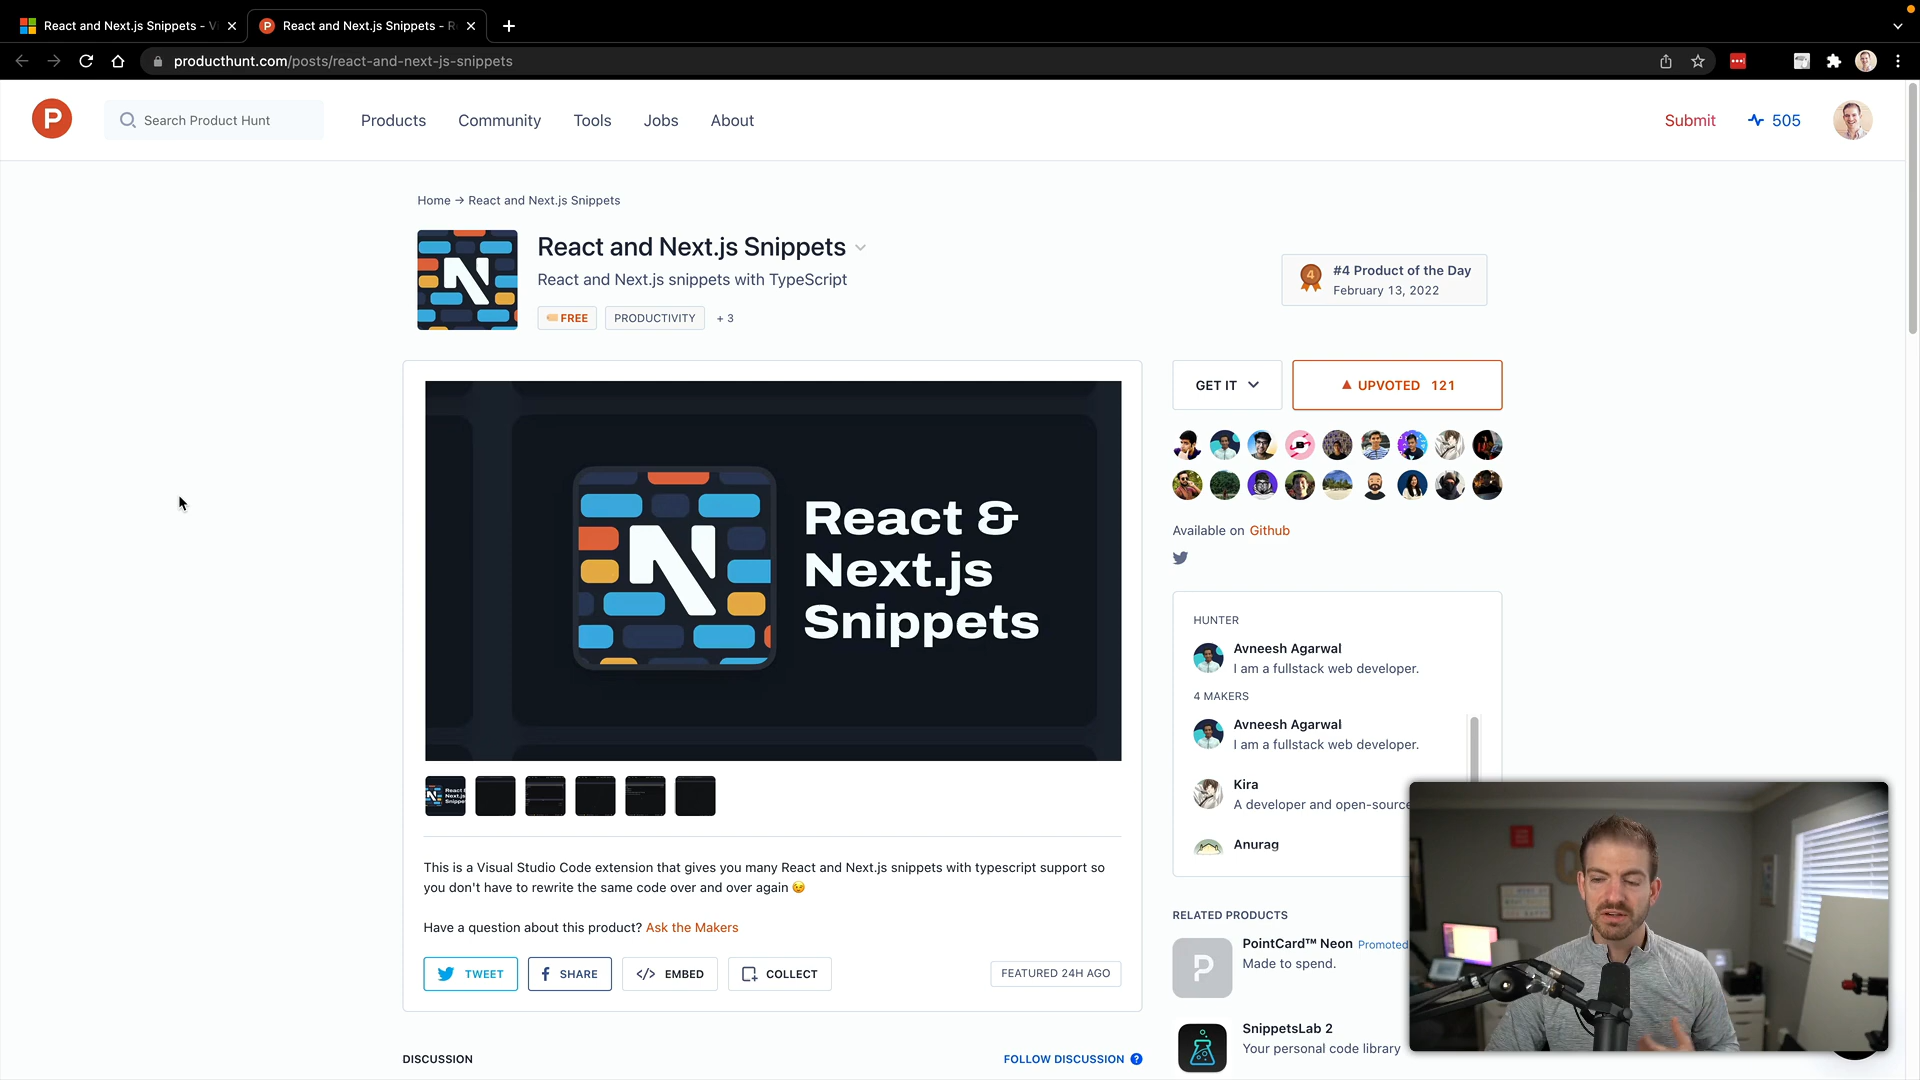 React and Next.js Snippets - Vi
React and Next.js Snippets - R
producthunt.com/posts/react-and-next-js-snippets
P
Search Product Hunt
Products
Community
Tools
Jobs
About
Submit
505
Home → React and Next.js Snippets
React and Next.js Snippets
React and Next.js snippets with TypeScript
FREE
PRODUCTIVITY
+ 3
4
#4 Product of the Day
February 13, 2022
N
React &
Next.js
Snippets
GET IT
UPVOTED 121
Available on Github
HUNTER
Avneesh Agarwal
I am a fullstack web developer.
4 MAKERS
Avneesh Agarwal
I am a fullstack web developer.
Kira
A developer and open-source
Anurag
This is a Visual Studio Code extension that gives you many React and Next.js snippets with typescript support so
you don't have to rewrite the same code over and over again 😉
Have a question about this product? Ask the Makers
TWEET
SHARE
</> EMBED
COLLECT
FEATURED 24H AGO
RELATED PRODUCTS
P
PointCard™ Neon Promoted
Made to spend.
SnippetsLab 2
Your personal code library
DISCUSSION
FOLLOW DISCUSSION ?